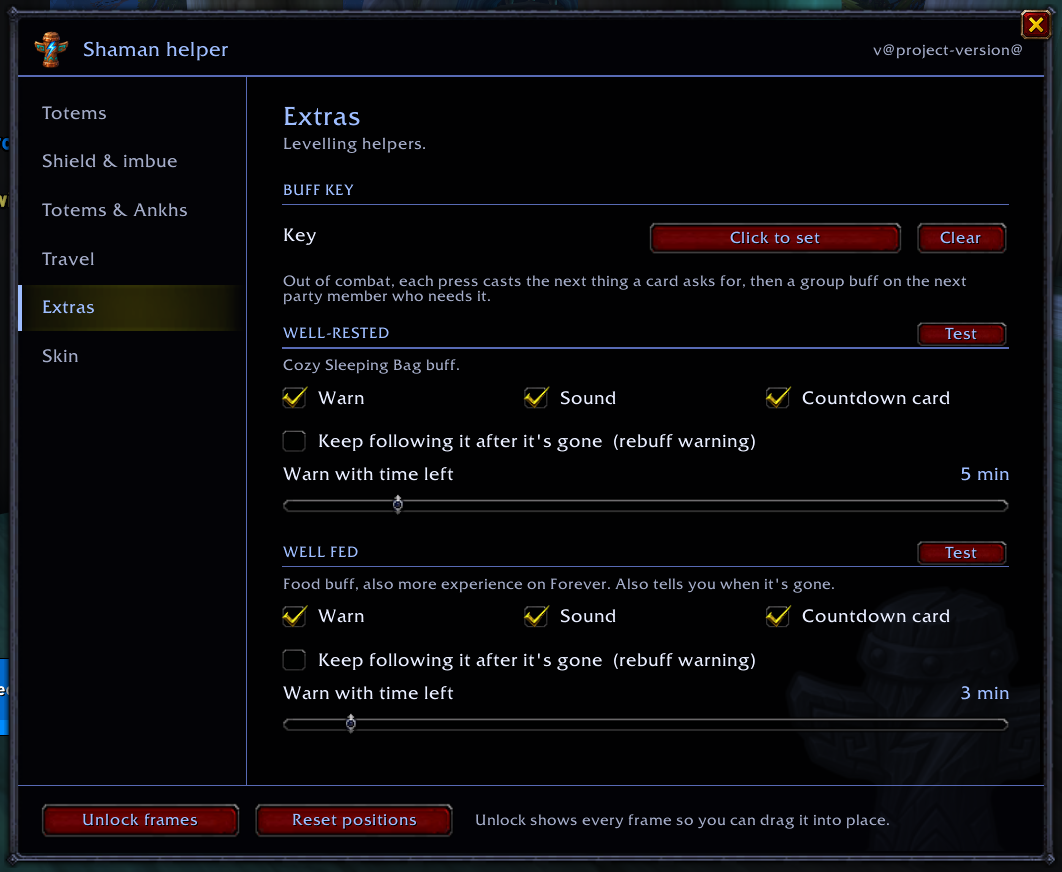 Shaman helper
v@project-version@
Totems
Shield & imbue
Totems & Ankhs
Travel
Extras
Skin
Extras
Levelling helpers.
BUFF KEY
Key
Click to set
Clear
Out of combat, each press casts the next thing a card asks for, then a group buff on the next
party member who needs it.
WELL-RESTED
Test
Cozy Sleeping Bag buff.
Warn
Sound
Countdown card
Keep following it after it's gone (rebuff warning)
Warn with time left
5 min
WELL FED
Test
Food buff, also more experience on Forever. Also tells you when it's gone.
Warn
Sound
Countdown card
Keep following it after it's gone (rebuff warning)
Warn with time left
3 min
Unlock frames
Reset positions
Unlock shows every frame so you can drag it into place.